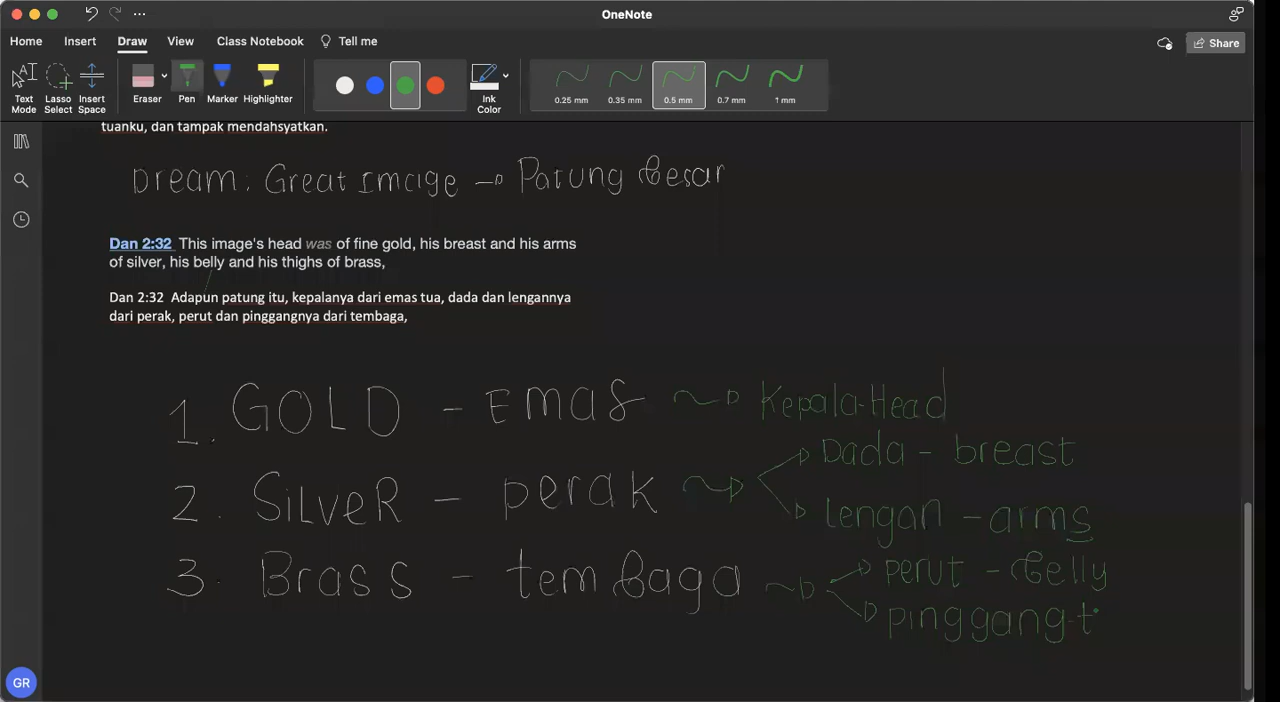 OneNote
Home Insert Draw View Class Notebook Tell me
Share
Text Mode
Lasso Select
Insert Space
Eraser
Pen
Marker
Highlighter
Ink Color
0.25 mm 0.35 mm 0.5 mm 0.7 mm 1 mm
tuanku, dan tampak mendahsyatkan.
Dream: Great Image → Patung besar
Dan 2:32 This image's head was of fine gold, his breast and his arms
of silver, his belly and his thighs of brass,
Dan 2:32 Adapun patung itu, kepalanya dari emas tua, dada dan lengannya
dari perak, perut dan pinggangnya dari tembaga,
1. GOLD - Emas → Kepala-Head
2. SiLveR - perak → Dada - breast
Lengan - arms
3. Brass - tembaga → perut - belly
pinggang-t
GR